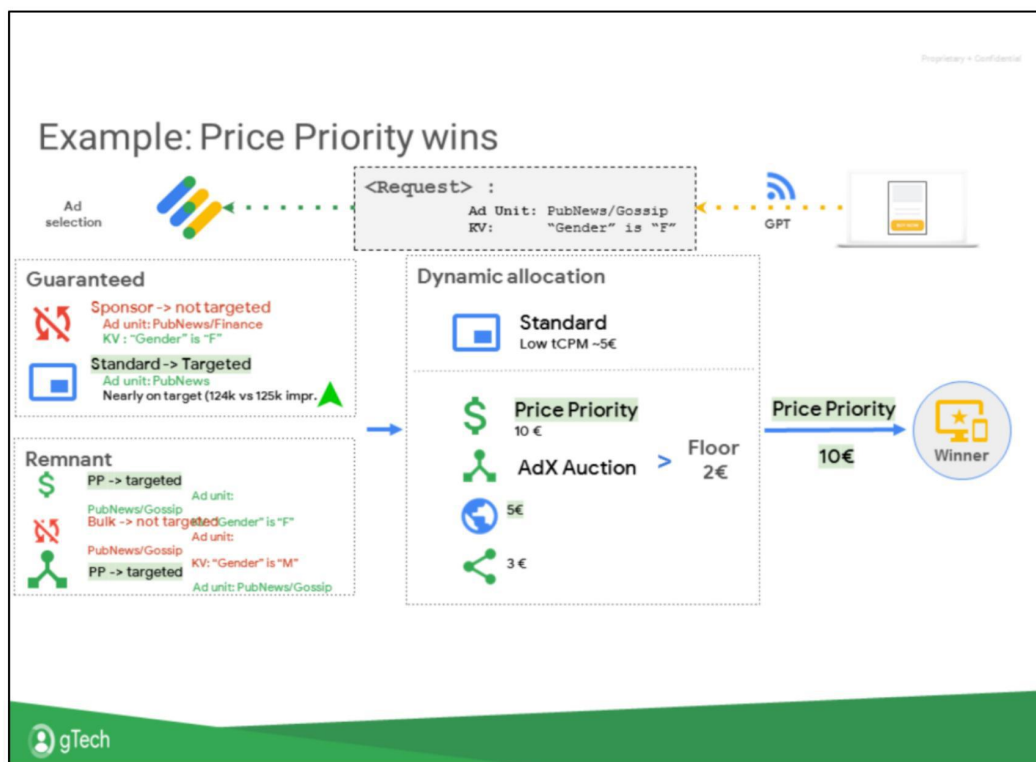 Proprietary + Confidential
Example: Price Priority wins
Ad
selection
<Request> :
Ad Unit: PubNews/Gossip
KV: "Gender" is "F"
GPT
Guaranteed
Sponsor -> not targeted
Ad unit: PubNews/Finance
KV : "Gender" is "F"
Standard -> Targeted
Ad unit: PubNews
Nearly on target (124k vs 125k impr.
Remnant
PP -> targeted
Ad unit:
PubNews/Gossip
KV: "Gender" is "F"
Bulk -> not targeted
Ad unit:
PubNews/Gossip
KV: "Gender" is "M"
PP -> targeted
Ad unit: PubNews/Gossip
Dynamic allocation
Standard
Low tCPM ~5€
Price Priority
10 €
AdX Auction
>
Floor
2€
5€
3 €
Price Priority
10€
Winner
gTech